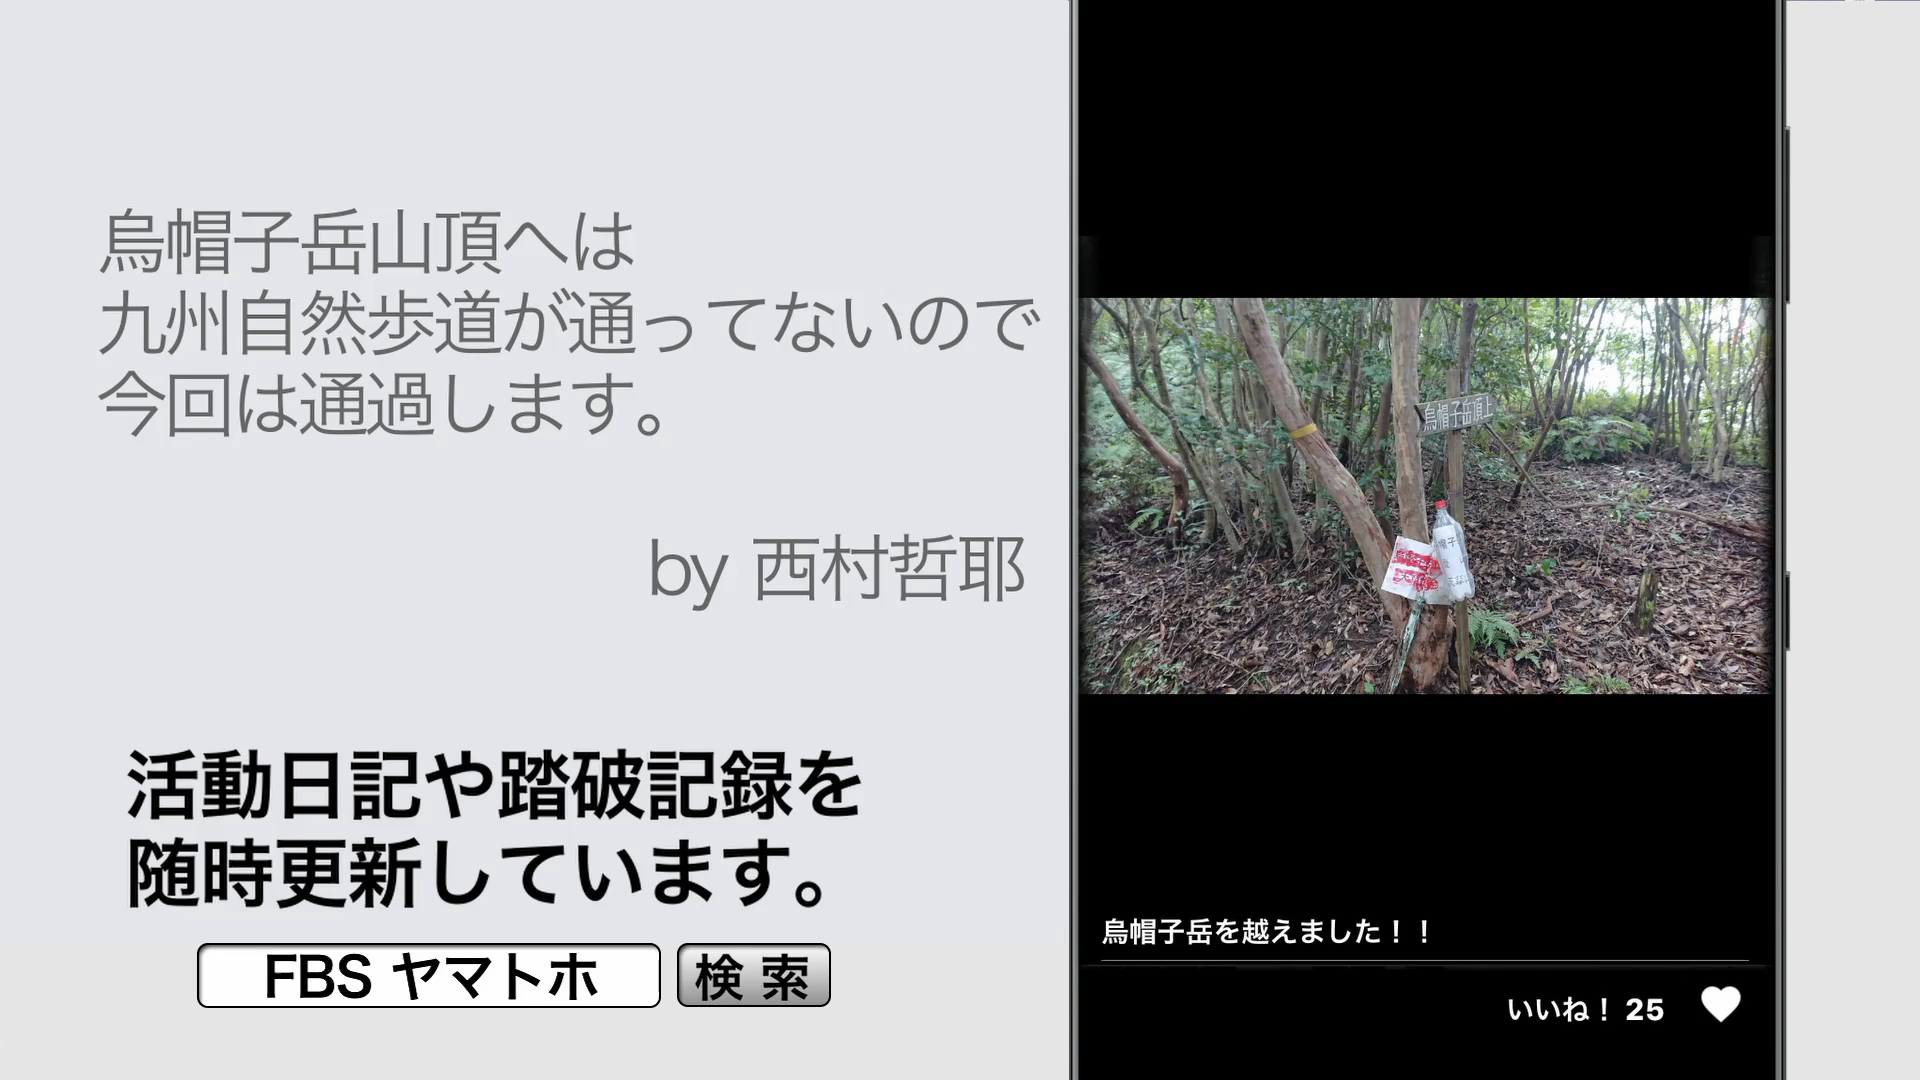 烏帽子岳山頂へは
九州自然歩道が通ってないので
今回は通過します。
by 西村哲耶
活動日記や踏破記録を
随時更新しています。
FBS ヤマトホ
検 索
烏帽子岳頂上
烏帽子岳を越えました！！
いいね！ 25